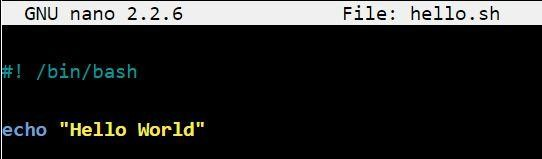 GNU nano 2.2.6 File: hello.sh
#! /bin/bash
echo "Hello World"